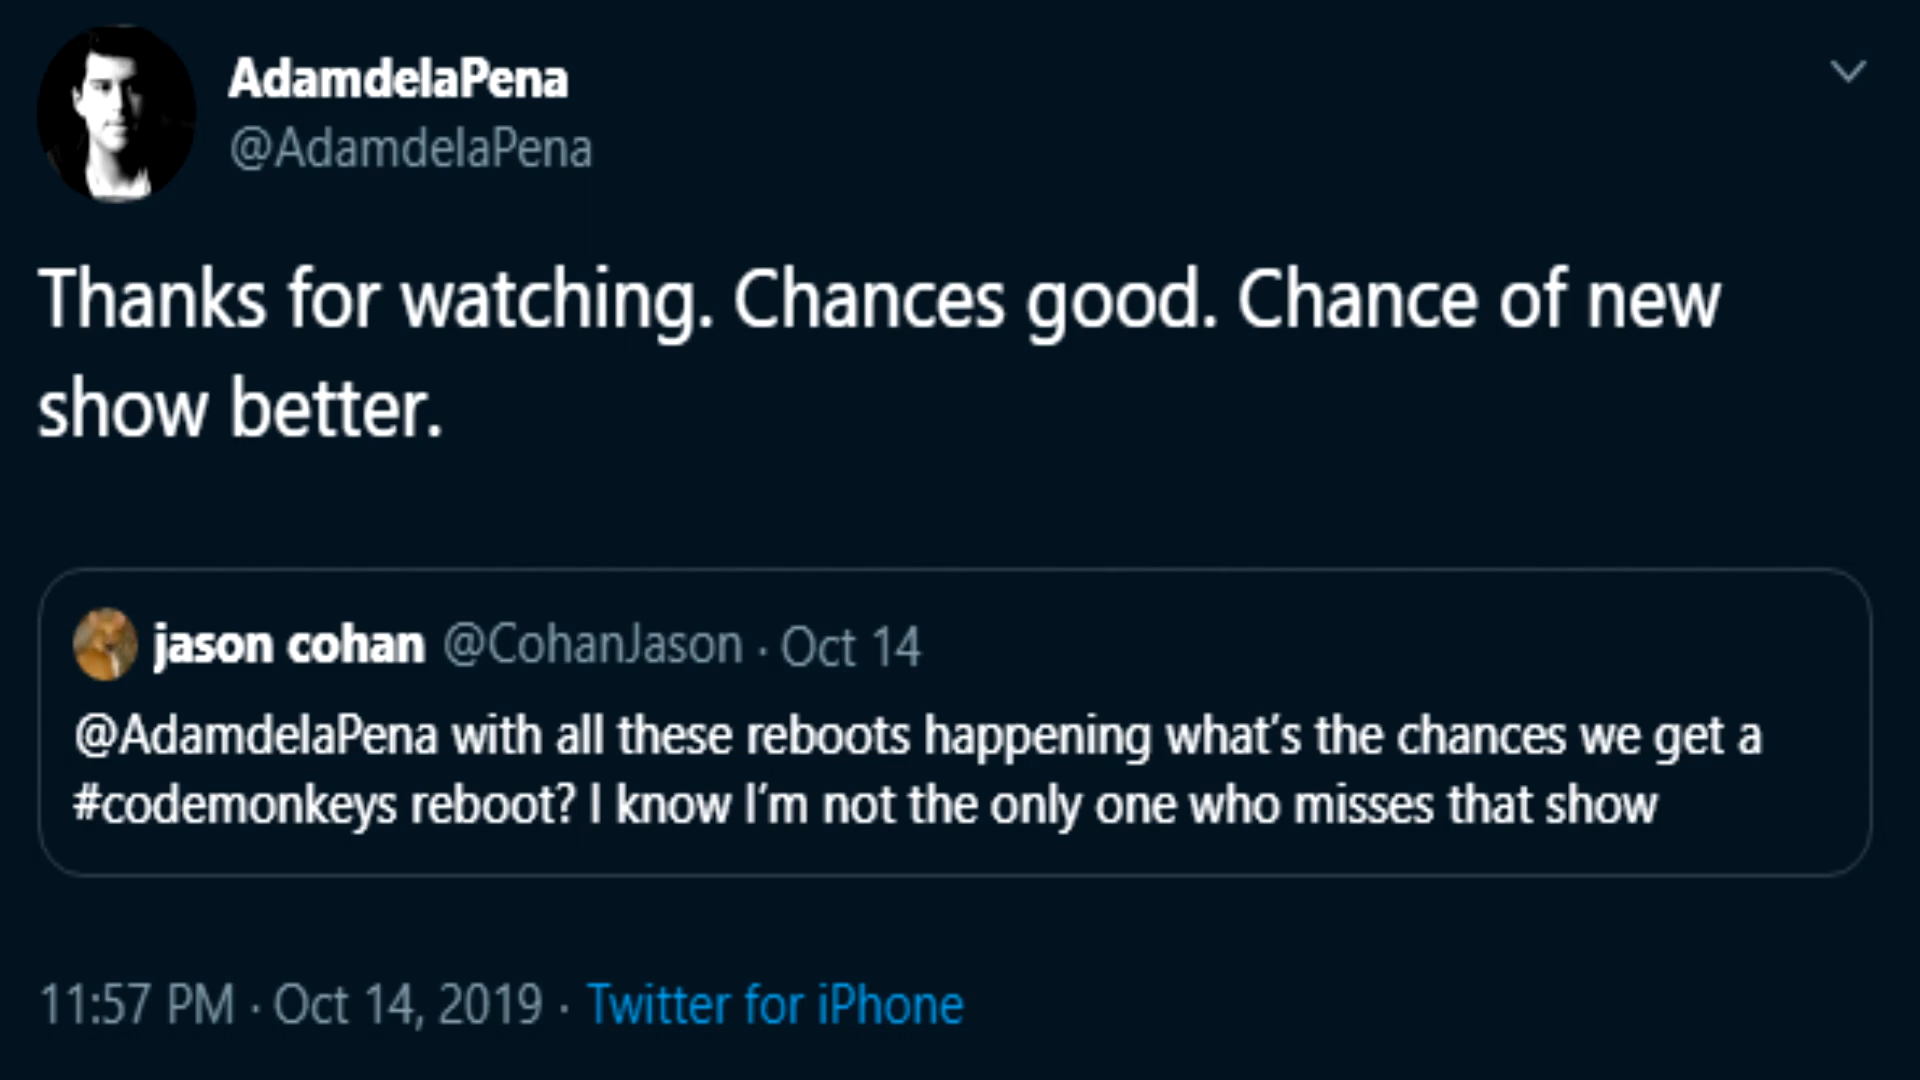 AdamdelaPena
@AdamdelaPena
Thanks for watching. Chances good. Chance of new
show better.
jason cohan @CohanJason · Oct 14
@AdamdelaPena with all these reboots happening what's the chances we get a
#codemonkeys reboot? I know I'm not the only one who misses that show
11:57 PM · Oct 14, 2019 · Twitter for iPhone